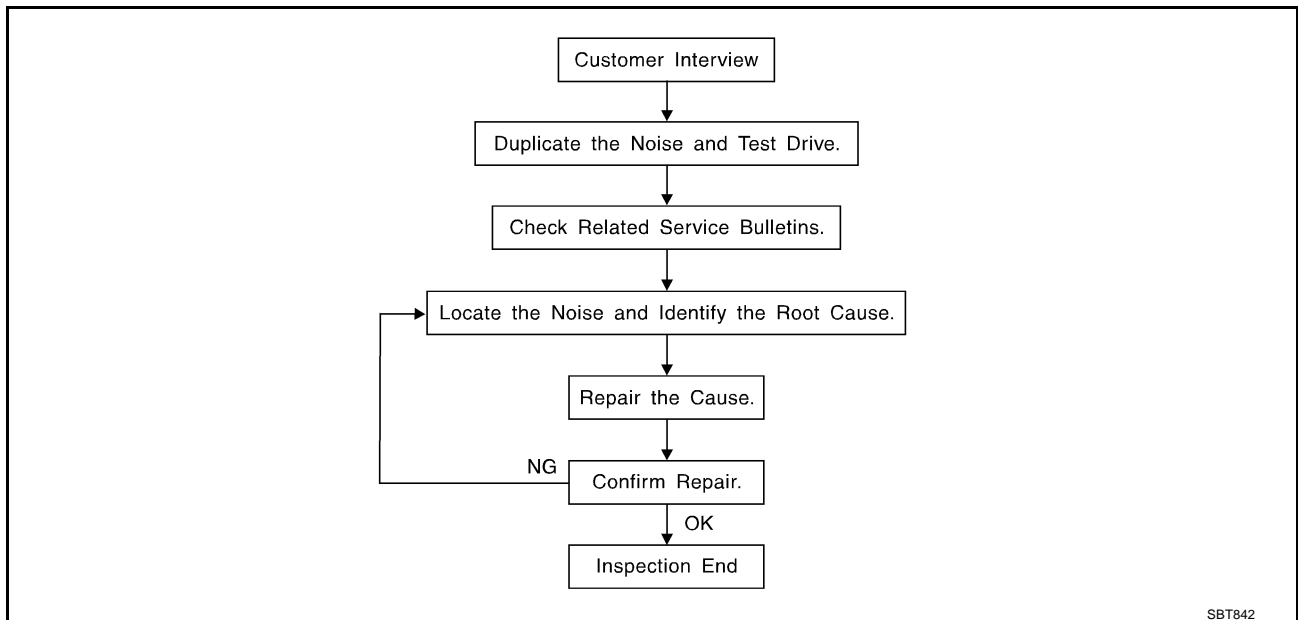 Customer Interview
Duplicate the Noise and Test Drive.
Check Related Service Bulletins.
Locate the Noise and Identify the Root Cause.
Repair the Cause.
NG
Confirm Repair.
OK
Inspection End
SBT842